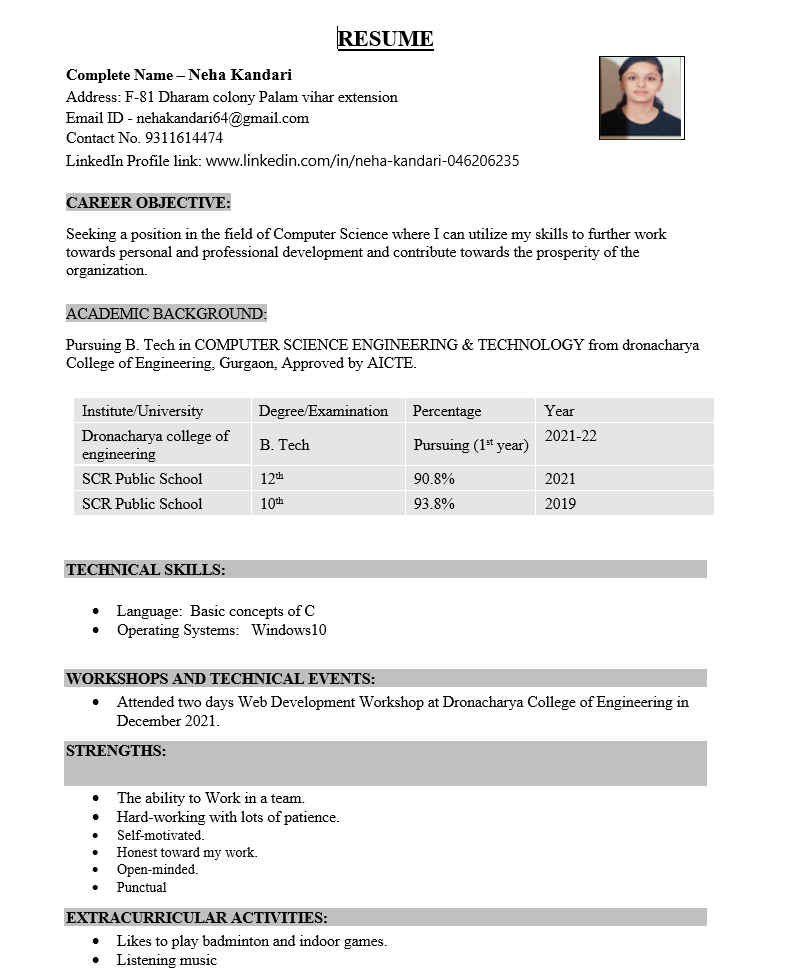 RESUME
Complete Name – Neha Kandari
Address: F-81 Dharam colony Palam vihar extension
Email ID - nehakandari64@gmail.com
Contact No. 9311614474
LinkedIn Profile link: www.linkedin.com/in/neha-kandari-046206235
CAREER OBJECTIVE:
Seeking a position in the field of Computer Science where I can utilize my skills to further work
towards personal and professional development and contribute towards the prosperity of the
organization.
ACADEMIC BACKGROUND:
Pursuing B. Tech in COMPUTER SCIENCE ENGINEERING & TECHNOLOGY from dronacharya
College of Engineering, Gurgaon, Approved by AICTE.
Institute/University Degree/Examination Percentage Year
Dronacharya college of
engineering B. Tech Pursuing (1st year) 2021-22
SCR Public School 12th 90.8% 2021
SCR Public School 10th 93.8% 2019
TECHNICAL SKILLS:
• Language: Basic concepts of C
• Operating Systems: Windows10
WORKSHOPS AND TECHNICAL EVENTS:
• Attended two days Web Development Workshop at Dronacharya College of Engineering in
December 2021.
STRENGTHS:
• The ability to Work in a team.
• Hard-working with lots of patience.
• Self-motivated.
• Honest toward my work.
• Open-minded.
• Punctual
EXTRACURRICULAR ACTIVITIES:
• Likes to play badminton and indoor games.
• Listening music